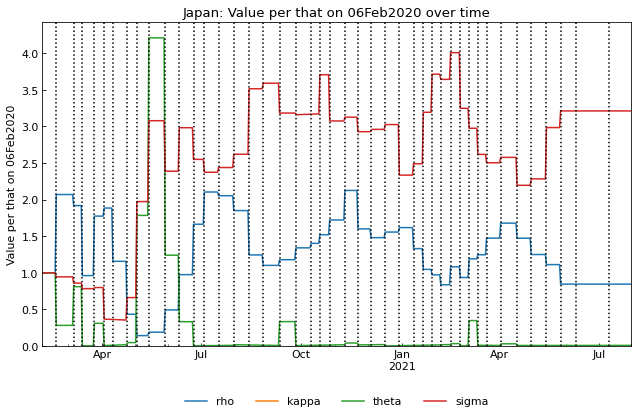 Japan: Value per that on 06Feb2020 over time
Value per that on 06Feb2020
4.0
3.5
3.0
2.5
2.0
1.5
1.0
0.5
0.0
Apr Jul Oct Jan Apr Jul
2021
rho kappa theta sigma